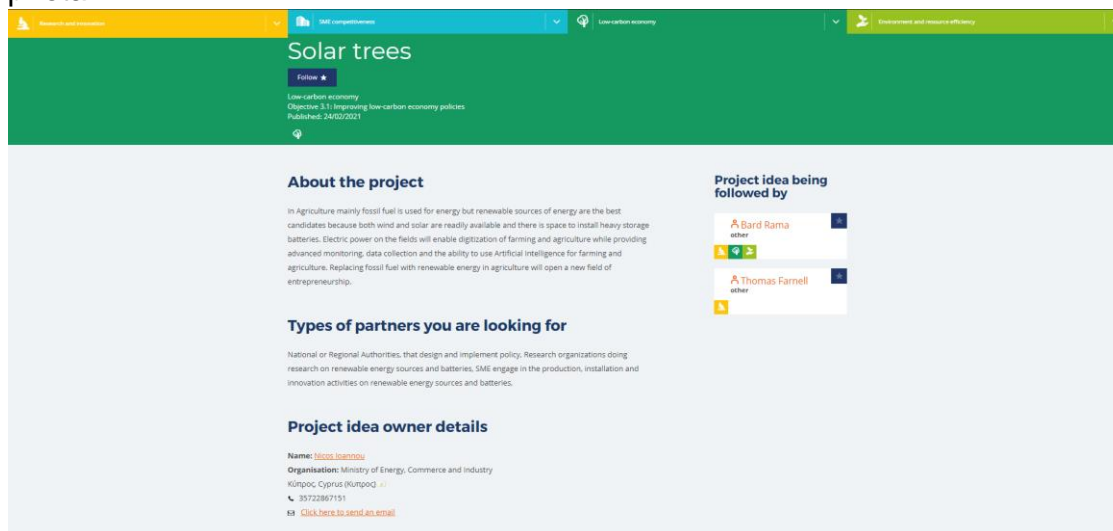 Research and innovation
SME competitiveness
Low-carbon economy
Environment and resource efficiency
Solar trees
Follow ★
Low-carbon economy
Objective 3.1: Improving low-carbon economy policies
Published: 24/02/2021
About the project
In Agriculture mainly fossil fuel is used for energy but renewable sources of energy are the best
candidates because both wind and solar are readily available and there is space to install heavy storage
batteries. Electric power on the fields will enable digitization of farming and agriculture while providing
advanced monitoring, data collection and the ability to use Artificial Intelligence for farming and
agriculture. Replacing fossil fuel with renewable energy in agriculture will open a new field of
entrepreneurship.
Types of partners you are looking for
National or Regional Authorities, that design and implement policy, Research organizations doing
research on renewable energy sources and batteries, SME engage in the production, installation and
innovation activities on renewable energy sources and batteries.
Project idea owner details
Name: Nicos Ioannou
Organisation: Ministry of Energy, Commerce and Industry
Κύπρος, Cyprus (Κυπρος)
35722867151
Click here to send an email
Project idea being
followed by
Bard Rama
other
Thomas Farnell
other